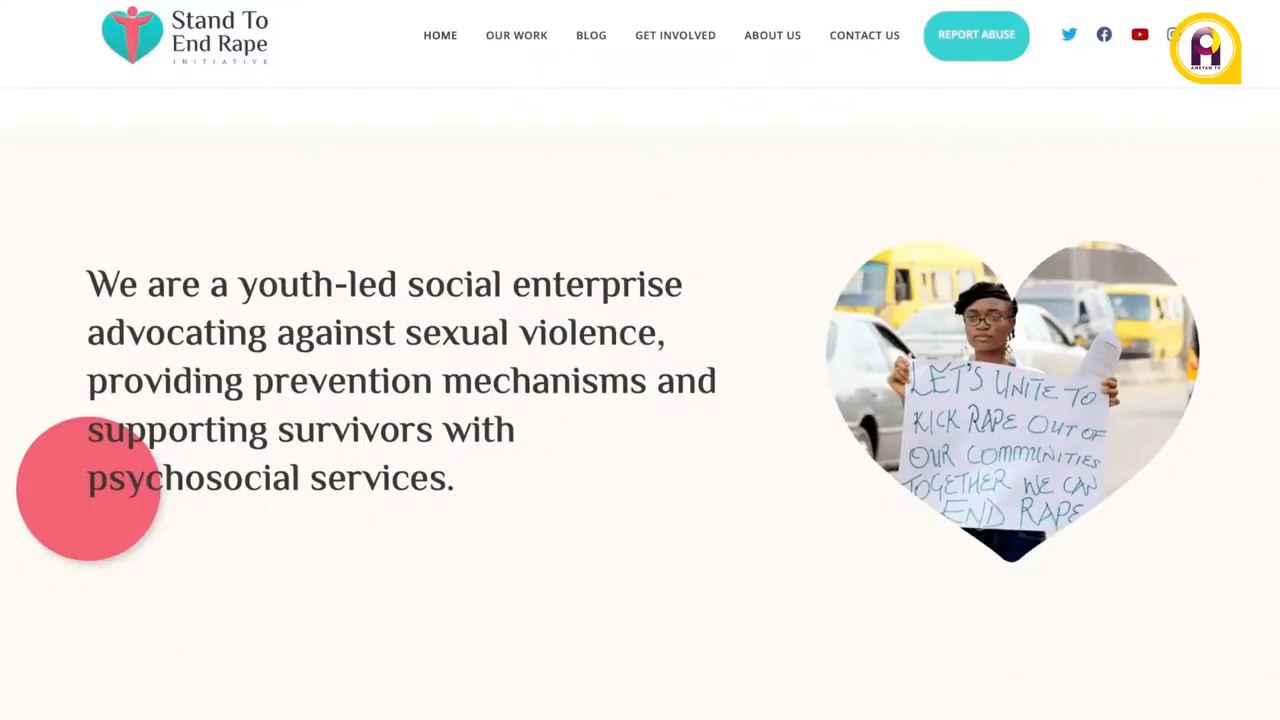 Stand To
End Rape
INITIATIVE
HOME
OUR WORK
BLOG
GET INVOLVED
ABOUT US
CONTACT US
REPORT ABUSE
AMEYAW TV
We are a youth-led social enterprise
advocating against sexual violence,
providing prevention mechanisms and
supporting survivors with
psychosocial services.
LET'S UNITE TO
KICK RAPE OUT OF
OUR COMMUNITIES
TOGETHER WE CAN
END RAPE